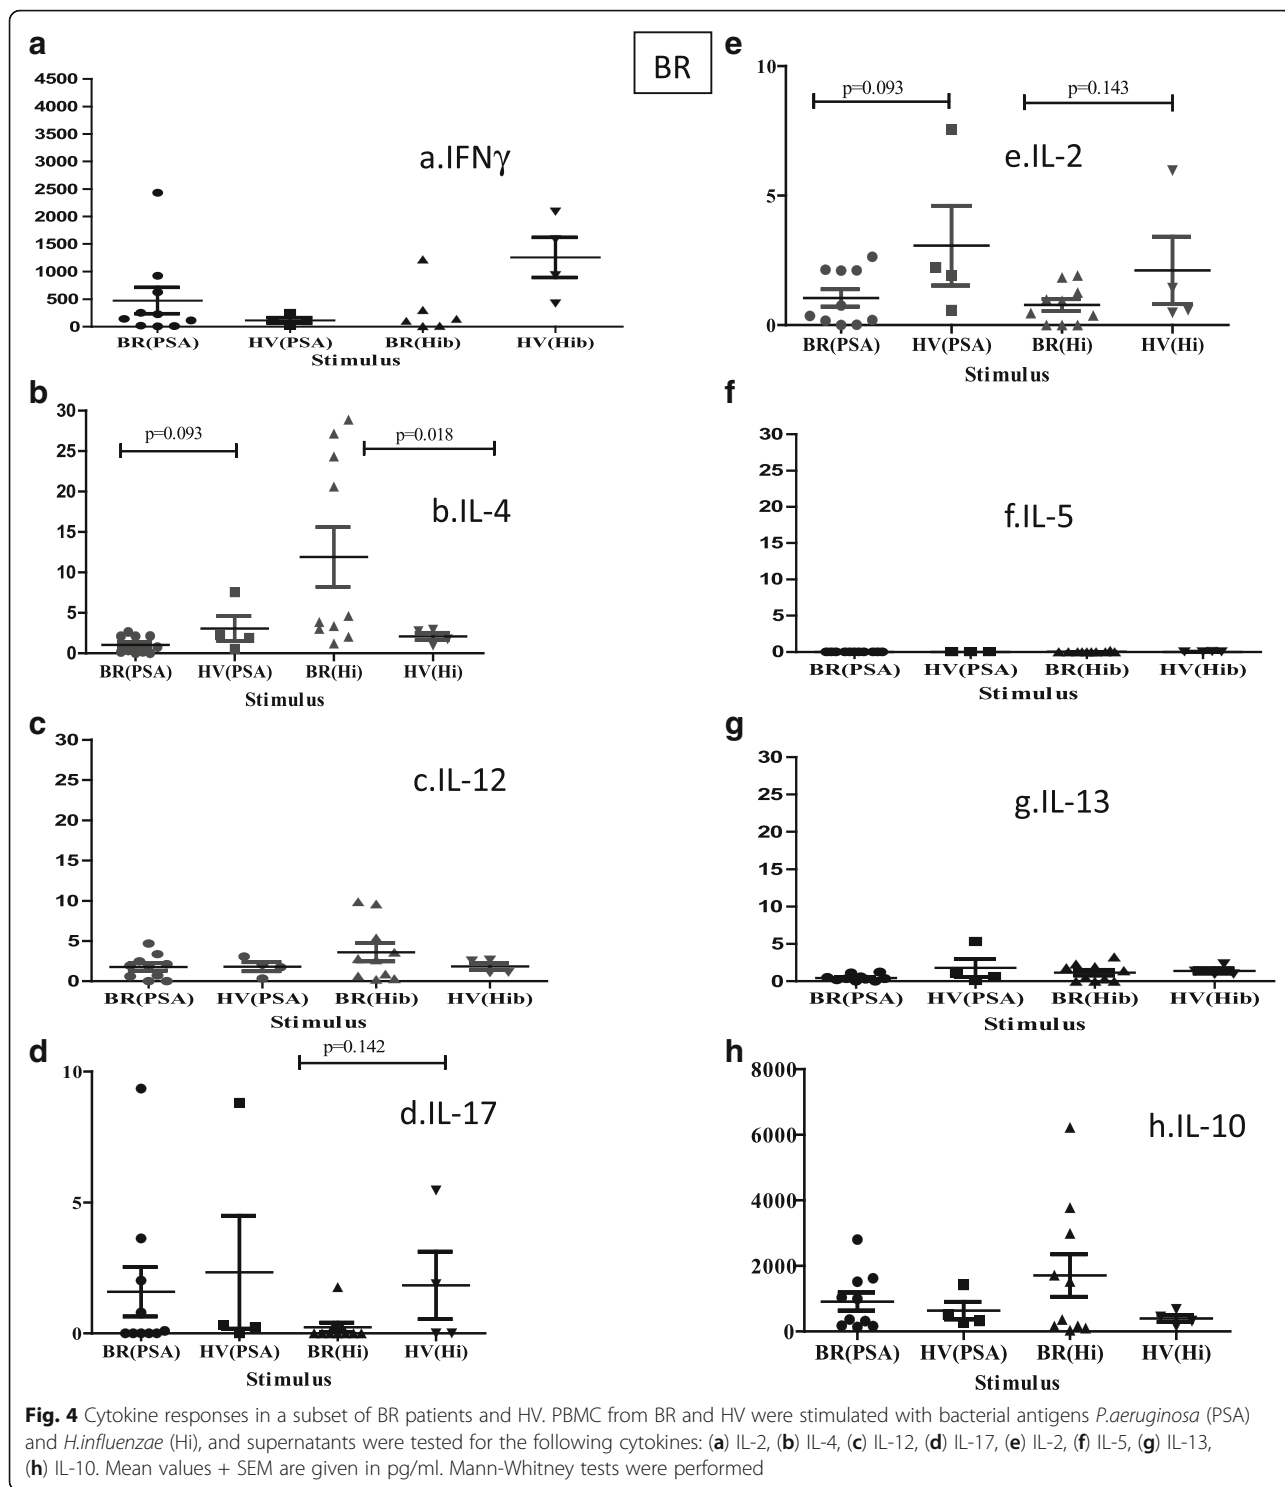 a
BR
4500
4000
3500
3000
2500
2000
1500
1000
500
0
a.IFNγ
BR(PSA) HV(PSA) BR(Hib) HV(Hib)
Stimulus
e
10
5
0
p=0.093 p=0.143
e.IL-2
BR(PSA) HV(PSA) BR(Hi) HV(Hi)
Stimulus
b
30
25
20
15
10
5
0
p=0.093 p=0.018
b.IL-4
BR(PSA) HV(PSA) BR(Hi) HV(Hi)
Stimulus
f
30
25
20
15
10
5
0
f.IL-5
BR(PSA) HV(PSA) BR(Hib) HV(Hib)
Stimulus
c
30
25
20
15
10
5
0
c.IL-12
BR(PSA) HV(PSA) BR(Hib) HV(Hib)
Stimulus
g
30
25
20
15
10
5
0
g.IL-13
BR(PSA) HV(PSA) BR(Hib) HV(Hib)
Stimulus
d
p=0.142
10
5
0
d.IL-17
BR(PSA) HV(PSA) BR(Hi) HV(Hi)
Stimulus
h
8000
6000
4000
2000
0
h.IL-10
BR(PSA) HV(PSA) BR(Hi) HV(Hi)
Stimulus
Fig. 4 Cytokine responses in a subset of BR patients and HV. PBMC from BR and HV were stimulated with bacterial antigens P.aeruginosa (PSA)
and H.influenzae (Hi), and supernatants were tested for the following cytokines: (a) IL-2, (b) IL-4, (c) IL-12, (d) IL-17, (e) IL-2, (f) IL-5, (g) IL-13,
(h) IL-10. Mean values + SEM are given in pg/ml. Mann-Whitney tests were performed